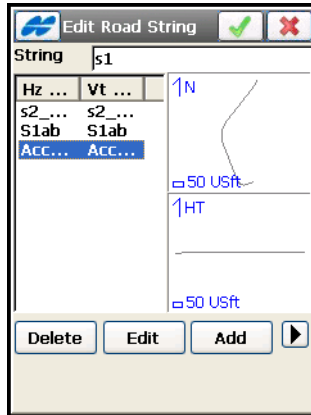 Edit Road String
String s1
Hz ... Vt ...
s2_... s2_...
S1ab S1ab
Acc... Acc...
N
50 USft
HT
50 USft
Delete Edit Add